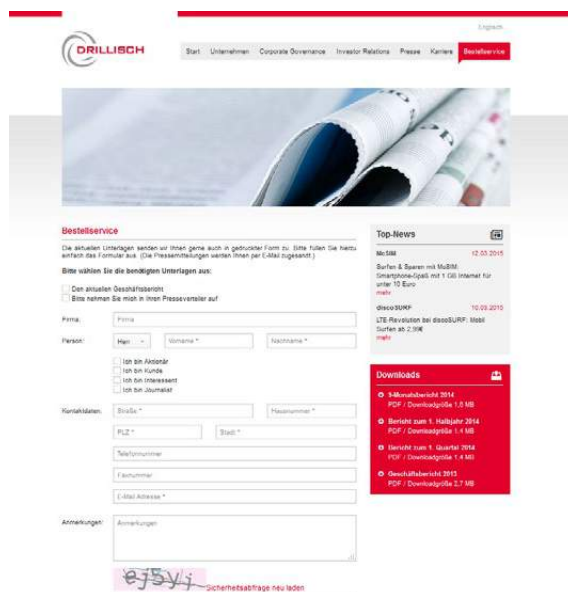 Englisch
DRILLISCH
Start Unternehmen Corporate Governance Investor Relations Presse Karriere Bestellservice
Bestellservice
Die aktuellen Unterlagen senden wir Ihnen gerne auch in gedruckter Form zu. Bitte füllen Sie hierzu
einfach das Formular aus. (Die Pressemitteilungen werden Ihnen per E-Mail zugesandt.)
Bitte wählen Sie die benötigten Unterlagen aus:
Den aktuellen Geschäftsbericht
Bitte nehmen Sie mich in Ihren Presseverteiler auf
Firma: Firma
Person: Herr Vorname * Nachname *
Ich bin Aktionär
Ich bin Kunde
Ich bin Interessent
Ich bin Journalist
Kontaktdaten: Straße * Hausnummer *
PLZ * Stadt *
Telefonnummer
Faxnummer
E-Mail Adresse *
Anmerkungen: Anmerkungen
Sicherheitsabfrage neu laden
Top-News
McSIM 12.03.2015
Surfen & Sparen mit McSIM:
Smartphone-Spaß mit 1 GB Internet für
unter 10 Euro
mehr
discoSURF 10.03.2015
LTE-Revolution bei discoSURF: Mobil
Surfen ab 2,99€
mehr
Downloads
9-Monatsbericht 2014
PDF / Downloadgröße 1,6 MB
Bericht zum 1. Halbjahr 2014
PDF / Downloadgröße 1,4 MB
Bericht zum 1. Quartal 2014
PDF / Downloadgröße 1,4 MB
Geschäftsbericht 2013
PDF / Downloadgröße 2,7 MB